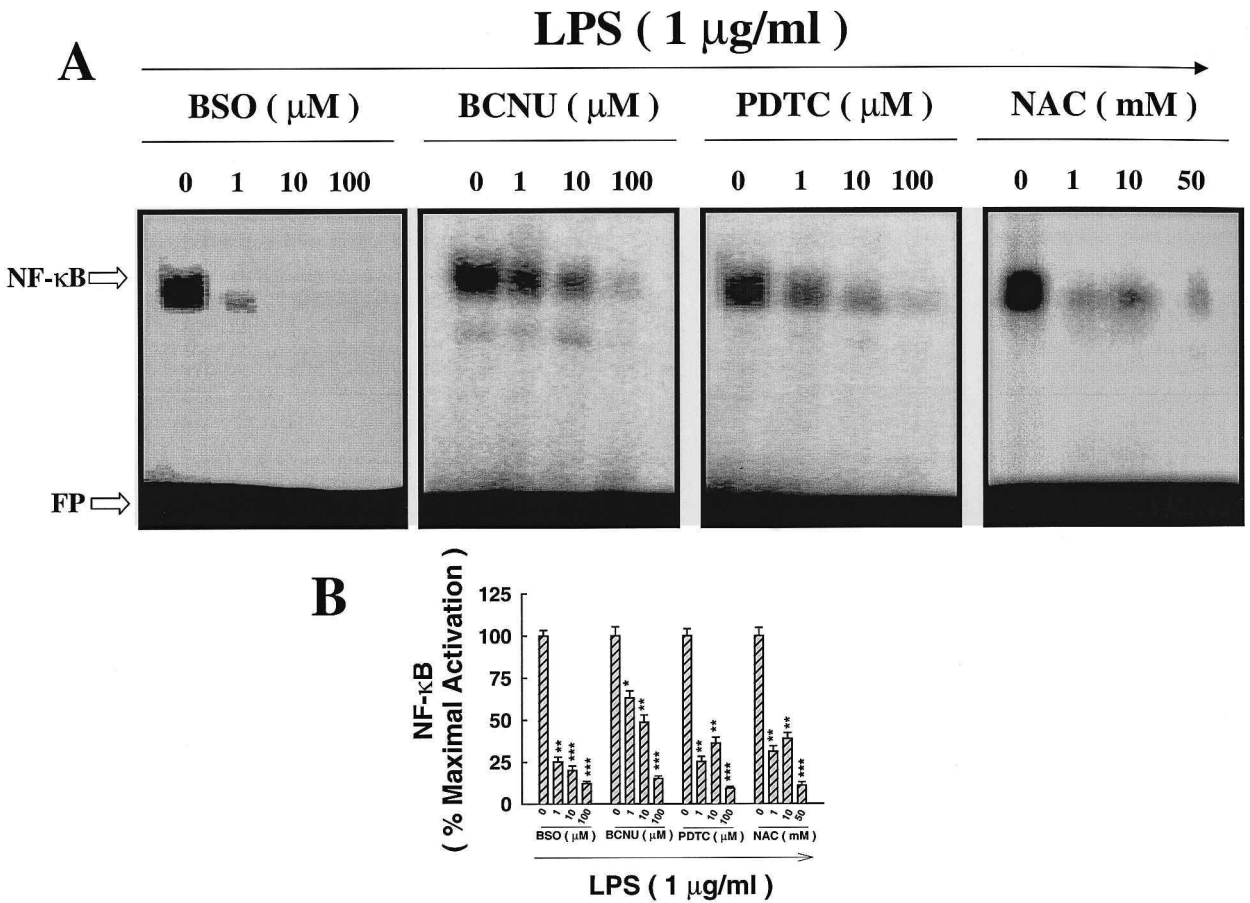 LPS ( 1 μg/ml )
A
BSO ( μM ) BCNU ( μM ) PDTC ( μM ) NAC ( mM )
0 1 10 100 0 1 10 100 0 1 10 100 0 1 10 50
NF-κB
FP
B
NF-κB
( % Maximal Activation )
125
100
75
50
25
0
** *** *** * ** *** ** ** *** ** ** ***
0 1 10 100 0 1 10 100 0 1 10 100 0 1 10 50
BSO ( μM ) BCNU ( μM ) PDTC ( μM ) NAC ( mM )
LPS ( 1 μg/ml )